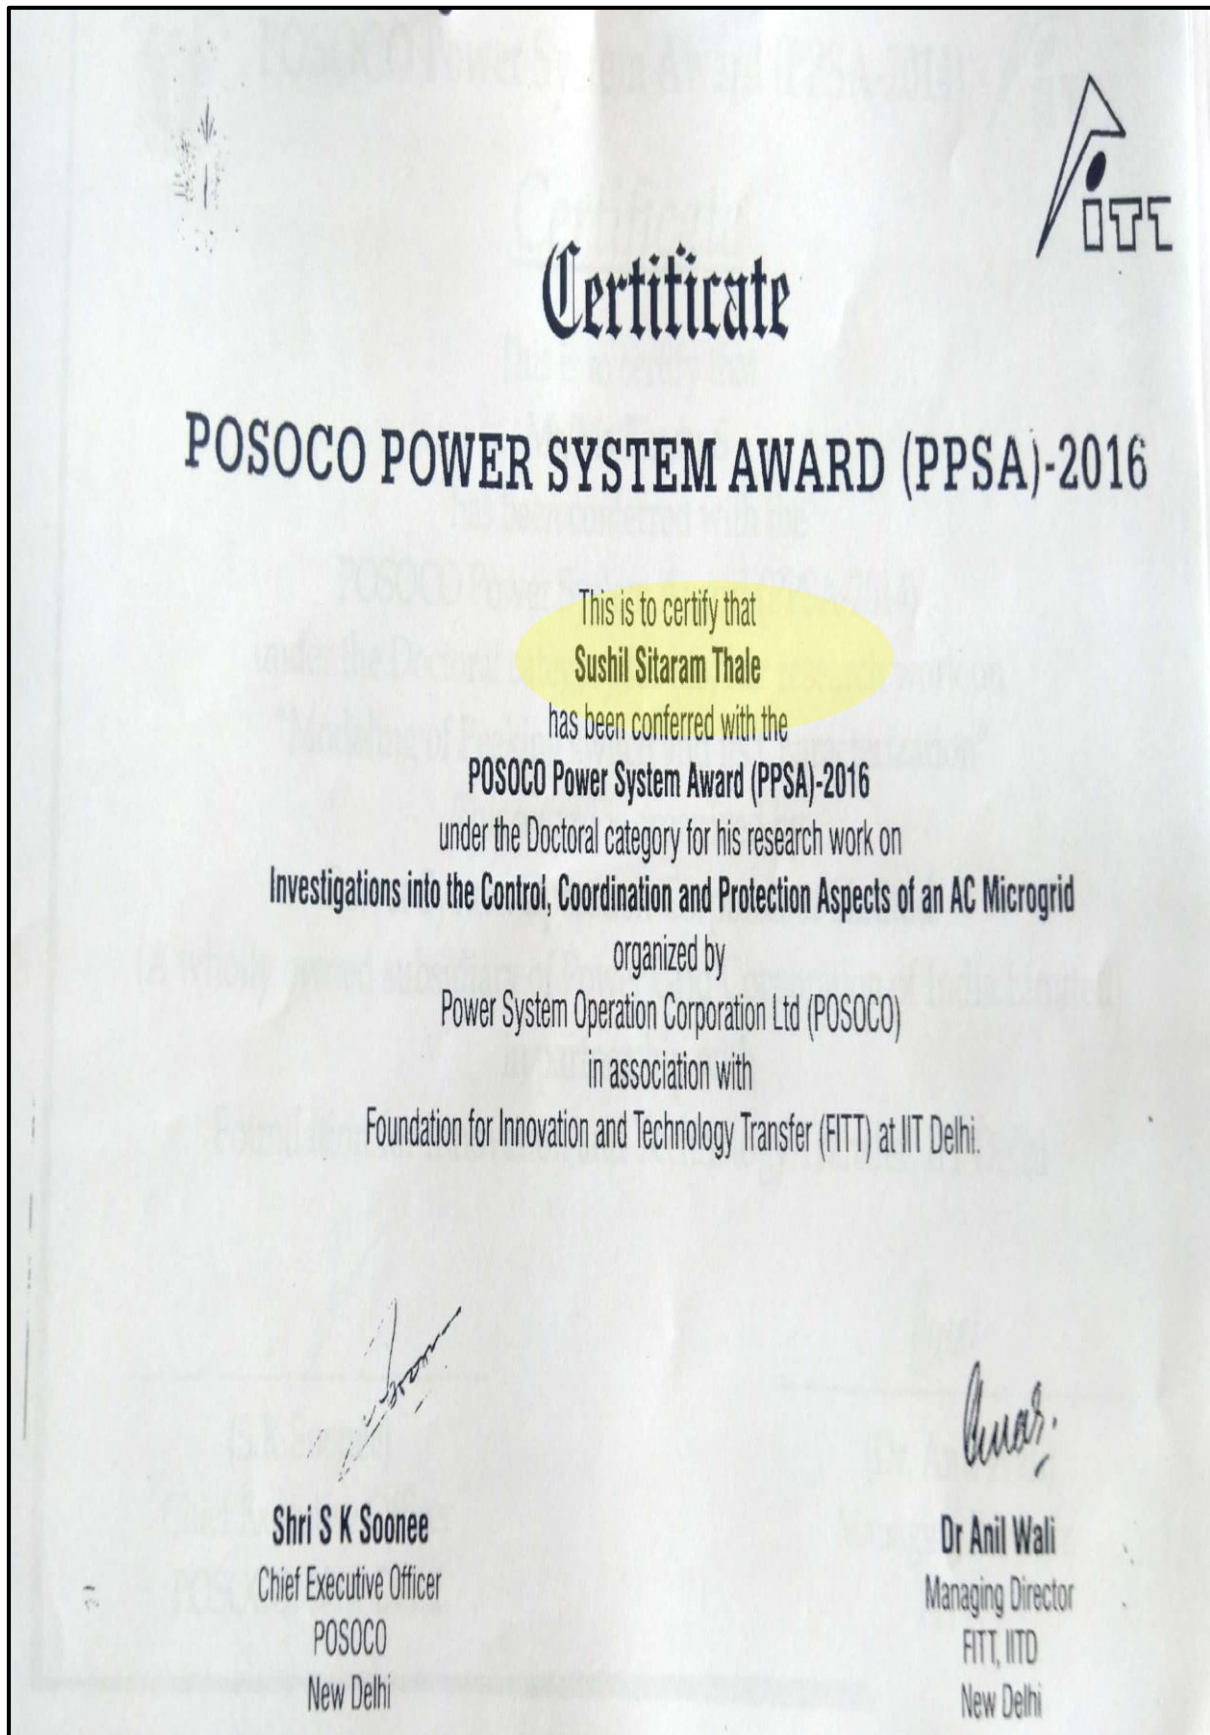 FITT
Certificate
POSOCO POWER SYSTEM AWARD (PPSA)-2016
This is to certify that
Sushil Sitaram Thale
has been conferred with the
POSOCO Power System Award (PPSA)-2016
under the Doctoral category for his research work on
Investigations into the Control, Coordination and Protection Aspects of an AC Microgrid
organized by
Power System Operation Corporation Ltd (POSOCO)
in association with
Foundation for Innovation and Technology Transfer (FITT) at IIT Delhi.
Shri S K Soonee
Chief Executive Officer
POSOCO
New Delhi
Dr Anil Wali
Managing Director
FITT, IITD
New Delhi